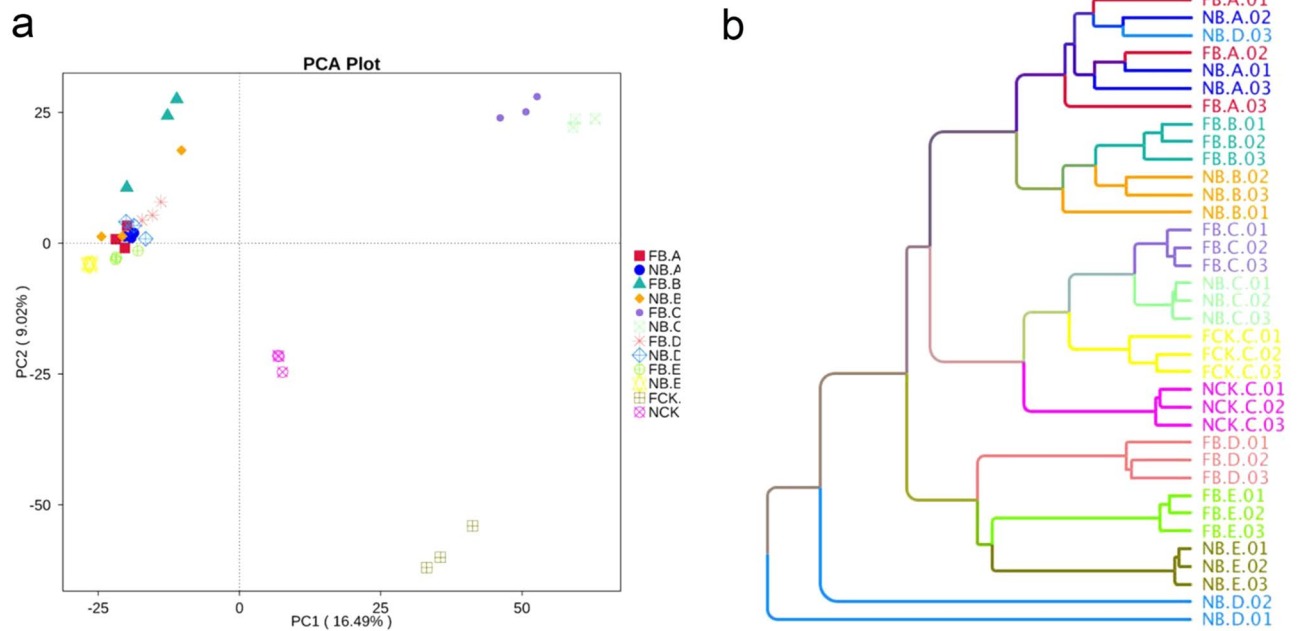 a
PCA Plot
25
0
-25
-50
PC2 ( 9.02% )
-25
0
25
50
PC1 ( 16.49% )
FB.A
NB.A
FB.B
NB.B
FB.C
NB.C
FB.D
NB.D
FB.E
NB.E
FCK.
NCK
b
FB.A.01
NB.A.02
NB.D.03
FB.A.02
NB.A.01
NB.A.03
FB.A.03
FB.B.01
FB.B.02
FB.B.03
NB.B.02
NB.B.03
NB.B.01
FB.C.01
FB.C.02
FB.C.03
NB.C.01
NB.C.02
NB.C.03
FCK.C.01
FCK.C.02
FCK.C.03
NCK.C.01
NCK.C.02
NCK.C.03
FB.D.01
FB.D.02
FB.D.03
FB.E.01
FB.E.02
FB.E.03
NB.E.01
NB.E.02
NB.E.03
NB.D.02
NB.D.01